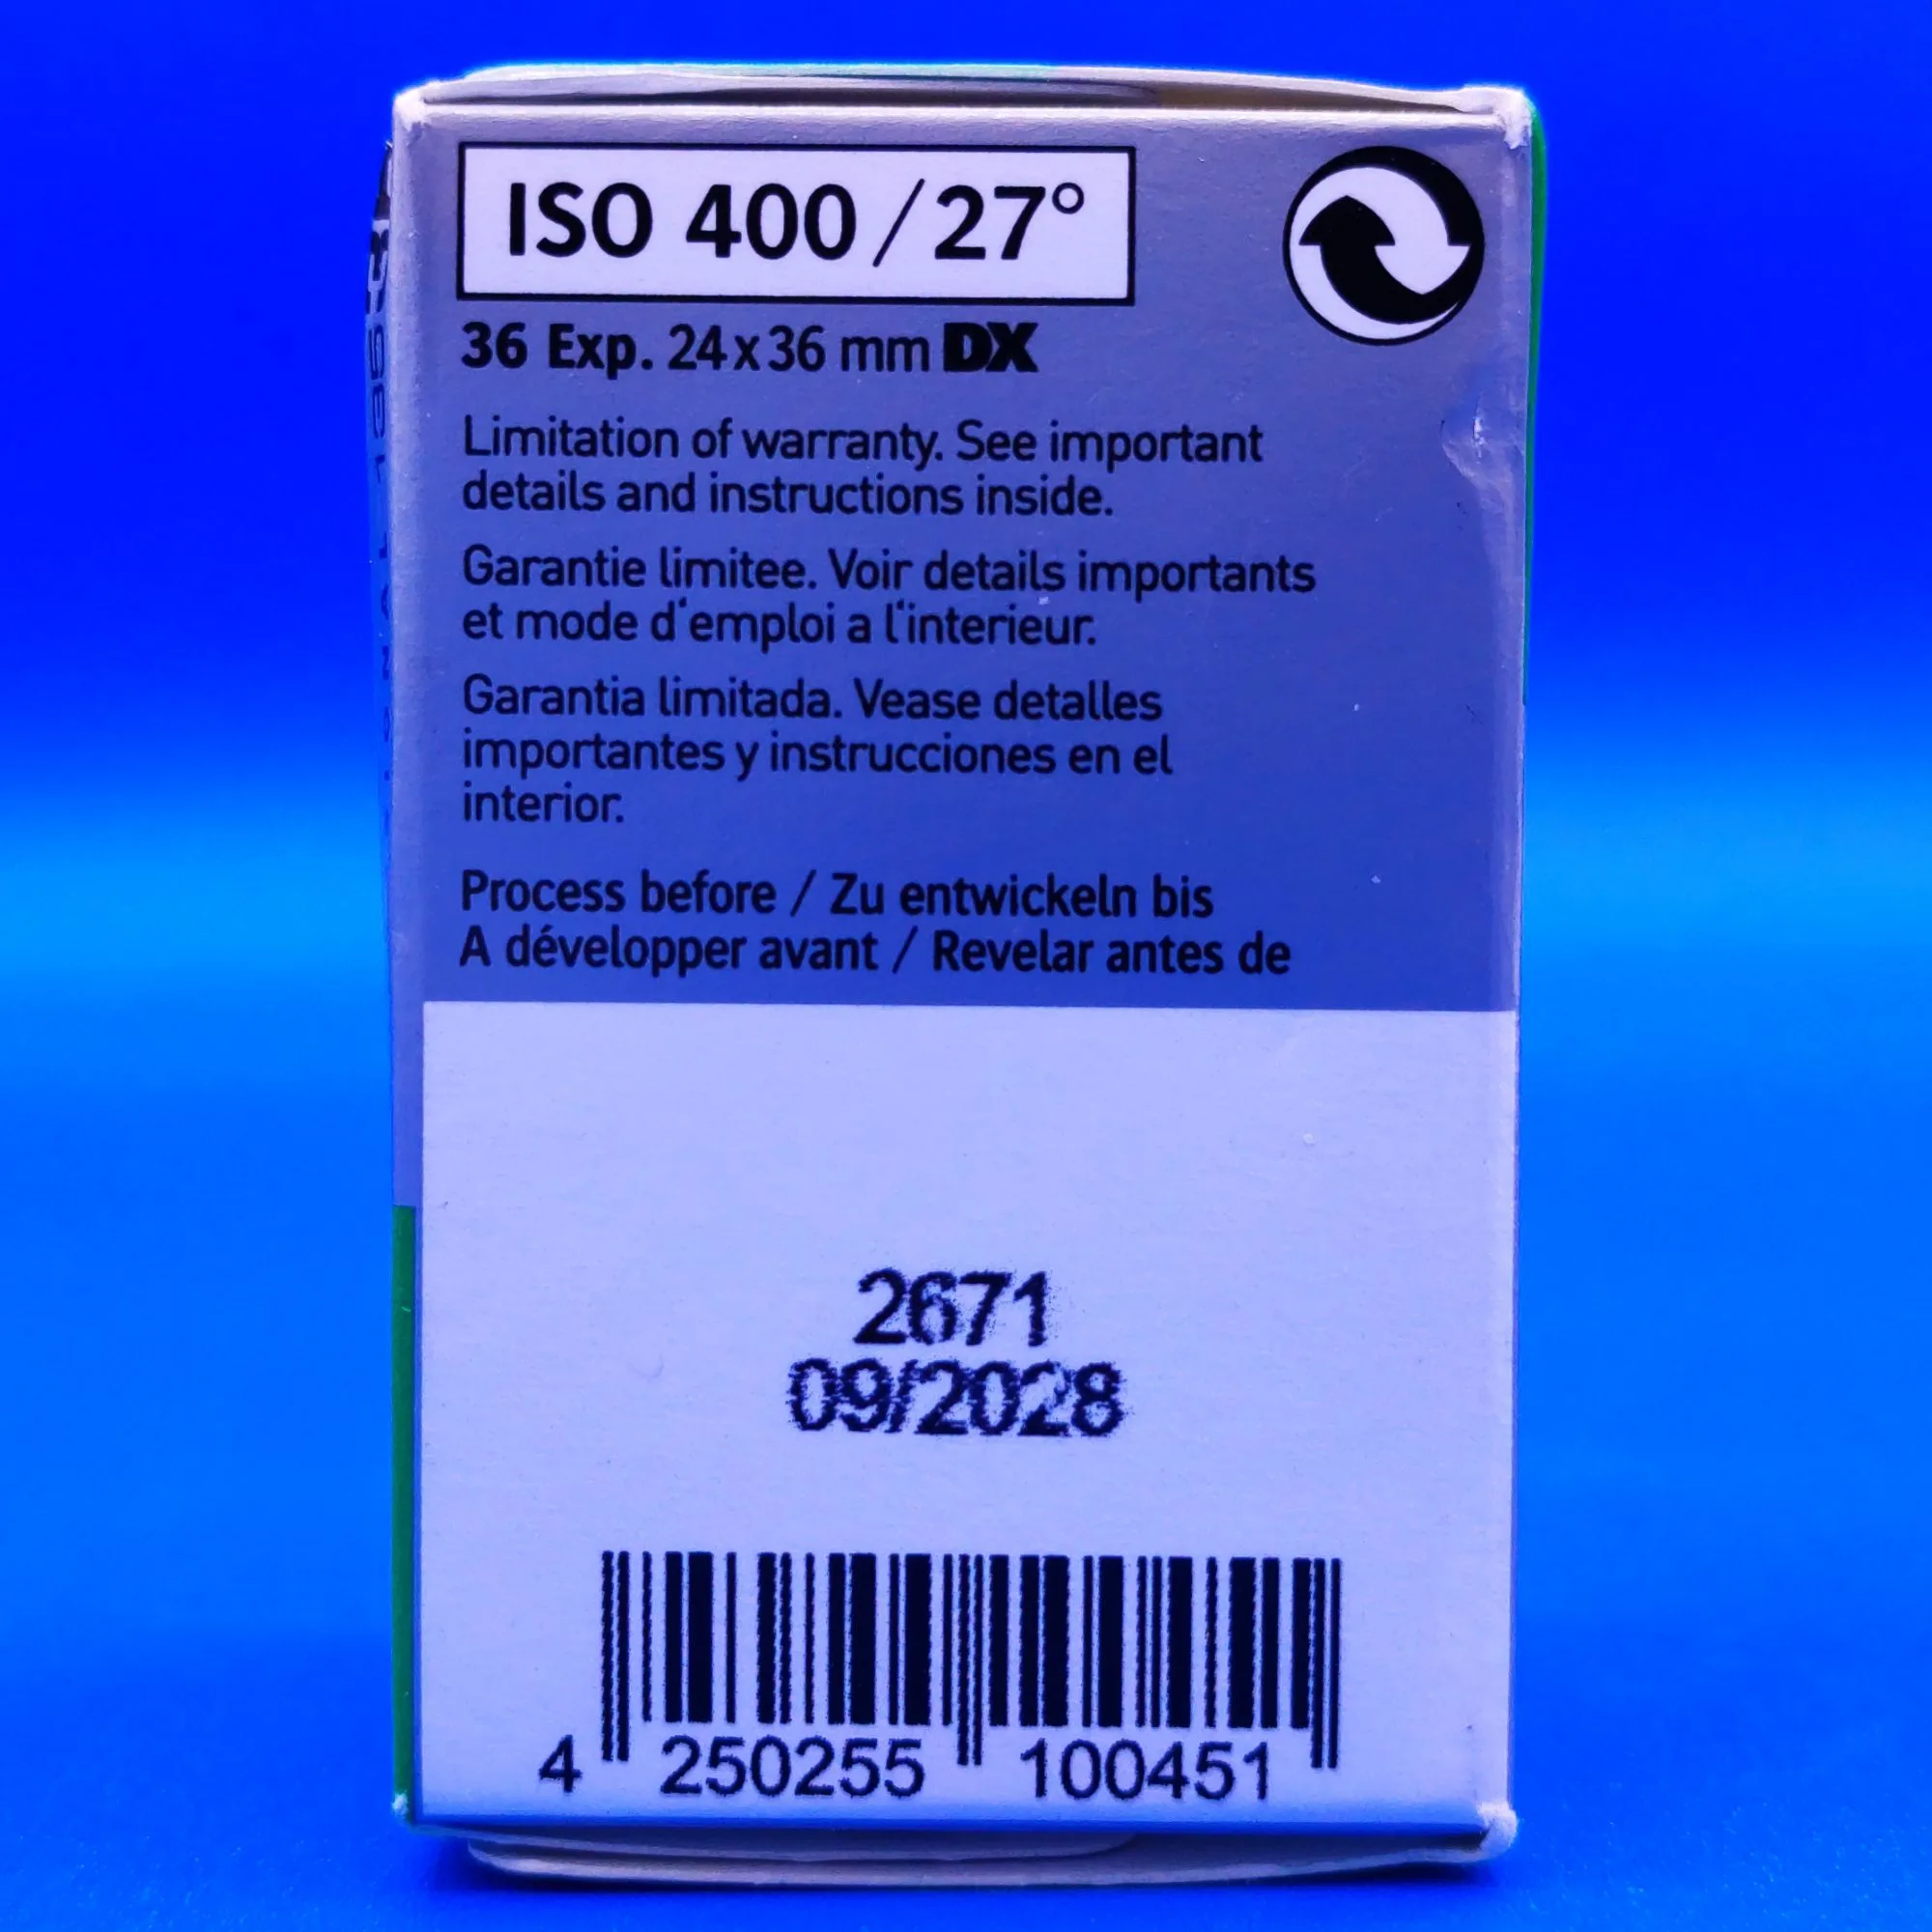 ISO 400/27°
36 Exp. 24x36 mm DX
Limitation of warranty. See important
details and instructions inside.
Garantie limitee. Voir details importants
et mode d'emploi a l'interieur.
Garantia limitada. Vease detalles
importantes y instrucciones en el
interior.
Process before / Zu entwickeln bis
A développer avant / Revelar antes de
2671
09/2028
4 250255 100451